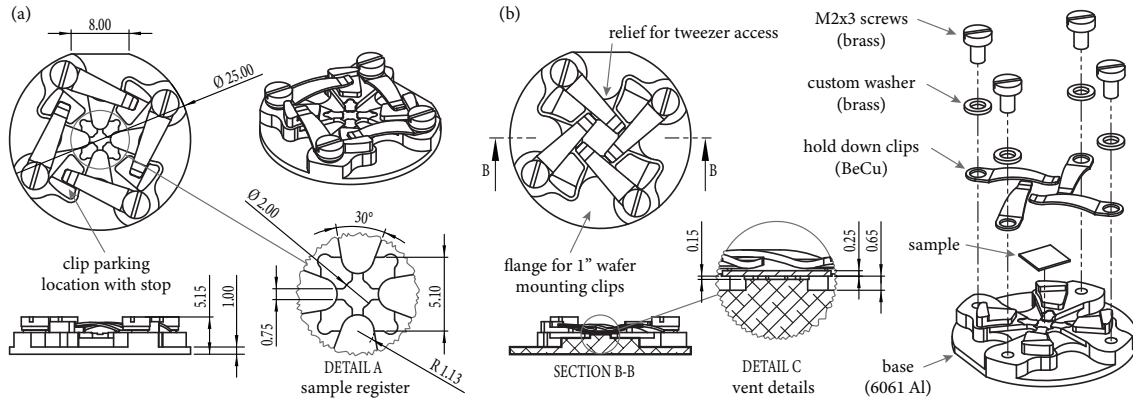 (a)
8.00
Ø 25.00
clip parking
location with stop
5.15
1.00
Ø 2.00
30°
0.75
5.10
R 1.13
DETAIL A
sample register
(b)
relief for tweezer access
B
B
flange for 1" wafer
mounting clips
SECTION B-B
0.15
0.25
0.65
DETAIL C
vent details
M2x3 screws
(brass)
custom washer
(brass)
hold down clips
(BeCu)
sample
base
(6061 Al)